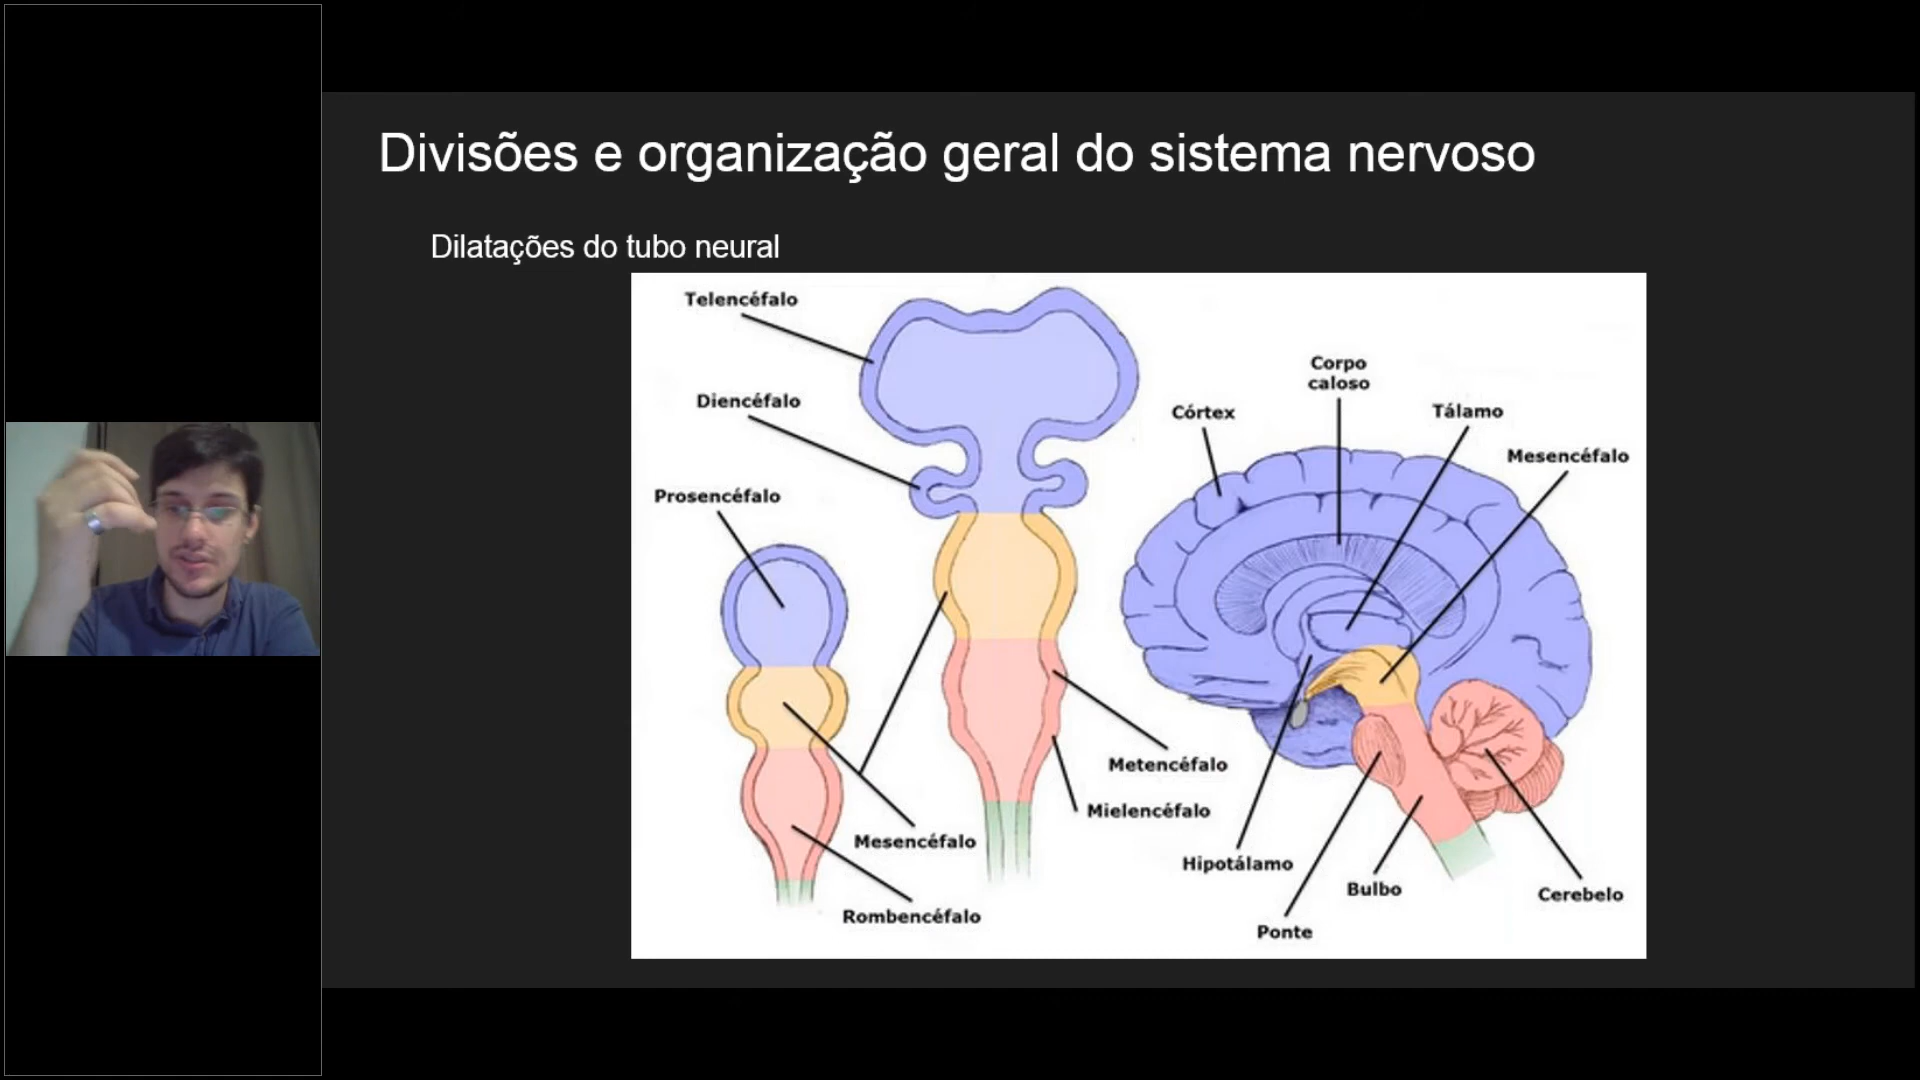 Divisões e organização geral do sistema nervoso
Dilatações do tubo neural
Telencéfalo
Diencéfalo
Prosencéfalo
Mesencéfalo
Rombencéfalo
Metencéfalo
Mielencéfalo
Corpo
caloso
Córtex
Tálamo
Mesencéfalo
Hipotálamo
Bulbo
Cerebelo
Ponte